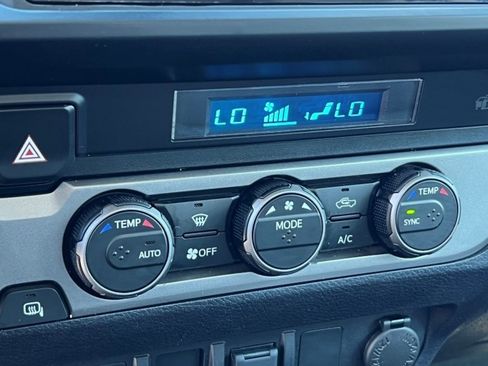 LO LO
TEMP
AUTO
OFF
MODE
A/C
TEMP
SYNC